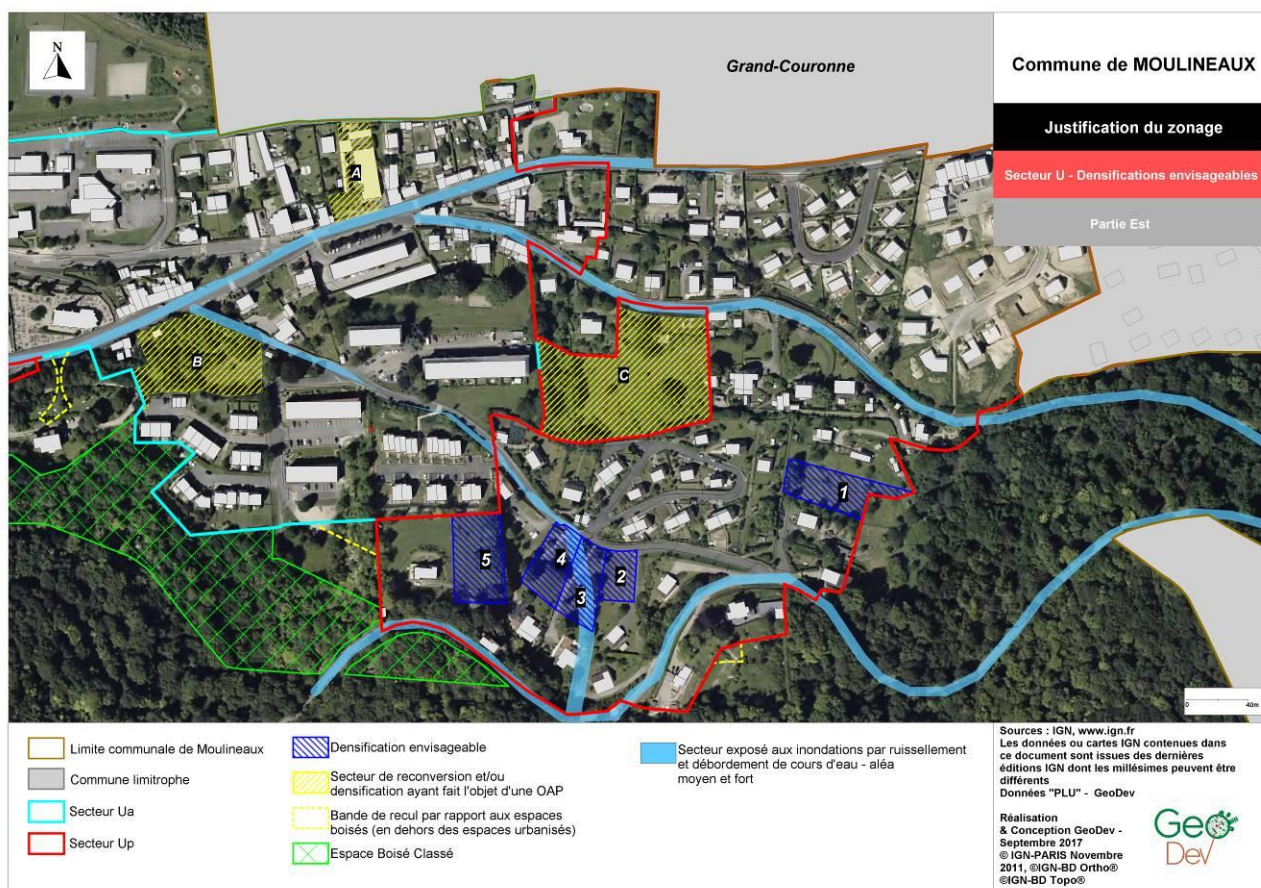 N
Grand-Couronne
A
B
C
1
2
3
4
5
0 40m
Commune de MOULINEAUX
Justification du zonage
Secteur U - Densifications envisageables
Partie Est
Limite communale de Moulineaux
Commune limitrophe
Secteur Ua
Secteur Up
Densification envisageable
Secteur de reconversion et/ou
densification ayant fait l'objet d'une OAP
Bande de recul par rapport aux espaces
boisés (en dehors des espaces urbanisés)
Espace Boisé Classé
Secteur exposé aux inondations par ruissellement
et débordement de cours d'eau - aléa
moyen et fort
Sources : IGN, www.ign.fr
Les données ou cartes IGN contenues dans
ce document sont issues des dernières
éditions IGN dont les millésimes peuvent être
différents
Données "PLU" - GeoDev
Réalisation
& Conception GeoDev -
Septembre 2017
© IGN-PARIS Novembre
2011, ©IGN-BD Ortho®
©IGN-BD Topo®
Geo
Dev